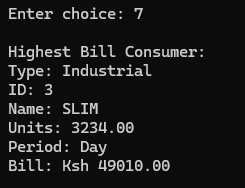 Enter choice: 7
Highest Bill Consumer:
Type: Industrial
ID: 3
Name: SLIM
Units: 3234.00
Period: Day
Bill: Ksh 49010.00